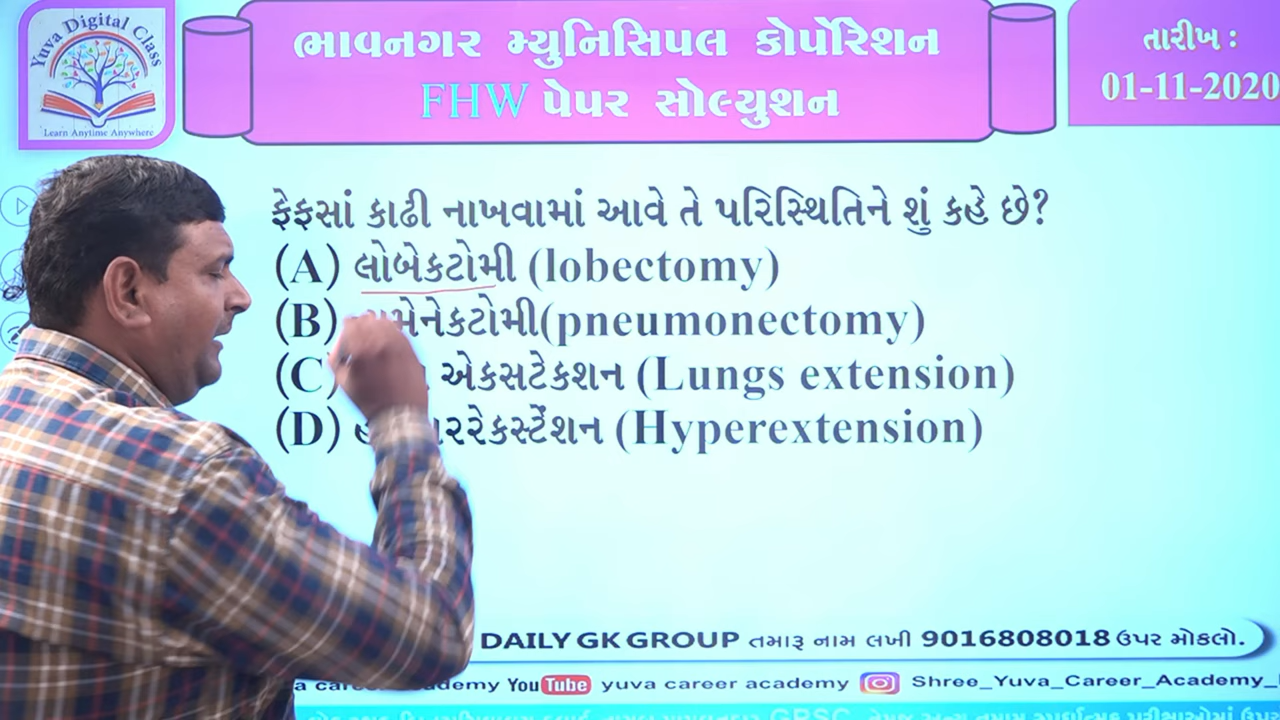 Yuva Digital Class
Learn Anytime Anywhere
ભાવનગર મ્યુનિસિપલ કોર્પોરેશન
FHW પેપર સોલ્યુશન
તારીખ :
01-11-2020
ફેફસાં કાઢી નાખવામાં આવે તે પરિસ્થિતિને શું કહે છે?
(A) લોબેકટોમી (lobectomy)
(B) (pneumonectomy)
(C) એકસટેકશન (Lungs extension)
(D) (Hyperextension)
DAILY GK GROUP તમારૂ નામ લખી 9016808018 ઉપર મોકલો.
YouTube yuva career academy Shree_Yuva_Career_Academy_